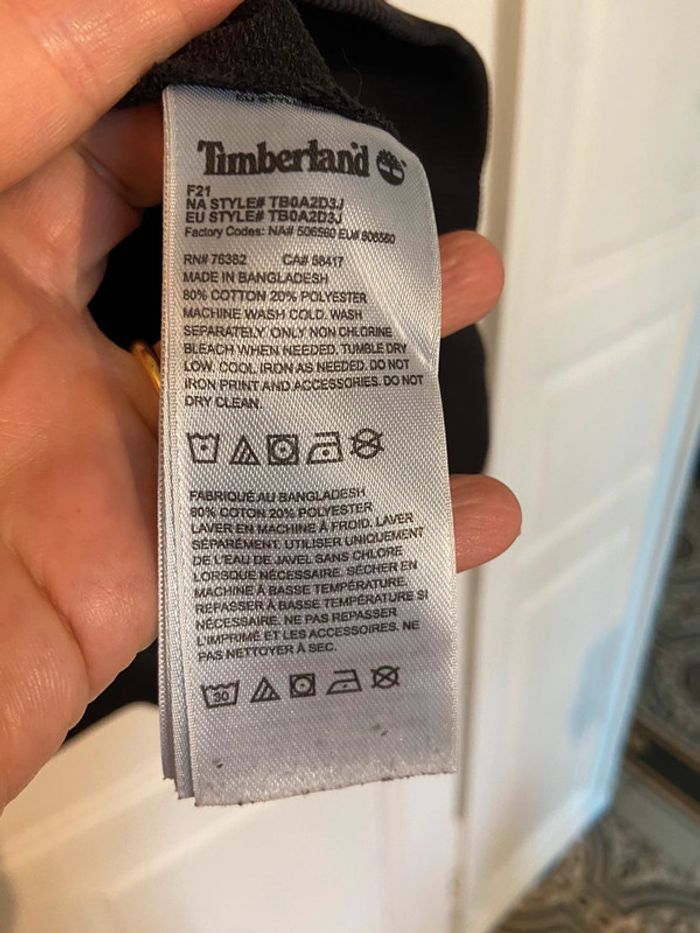 Timberland
F21
NA STYLE# TB0A2D3J
EU STYLE# TB0A2D3J
Factory Codes: NA# 506560 EU# 506560
RN# 76382 CA# 58417
MADE IN BANGLADESH
80% COTTON 20% POLYESTER
MACHINE WASH COLD. WASH
SEPARATELY. ONLY NON CHLORINE
BLEACH WHEN NEEDED. TUMBLE DRY
LOW. COOL IRON AS NEEDED. DO NOT
IRON PRINT AND ACCESSORIES. DO NOT
DRY CLEAN.
FABRIQUÉ AU BANGLADESH
80% COTON 20% POLYESTER
LAVER EN MACHINE À FROID. LAVER
SÉPARÉMENT. UTILISER UNIQUEMENT
DE L'EAU DE JAVEL SANS CHLORE
LORSQUE NÉCESSAIRE. SÉCHER EN
MACHINE À BASSE TEMPÉRATURE.
REPASSER À BASSE TEMPÉRATURE SI
NÉCESSAIRE. NE PAS REPASSER
L'IMPRIMÉ ET LES ACCESSOIRES. NE
PAS NETTOYER À SEC.
30